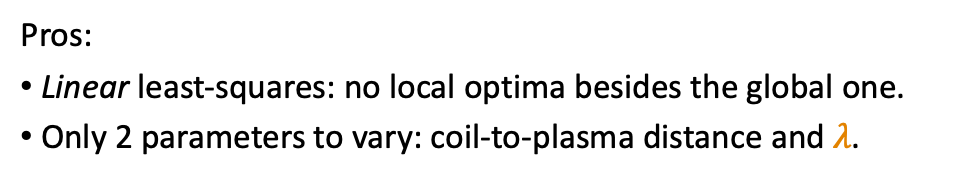 Pros:
• Linear least-squares: no local optima besides the global one.
• Only 2 parameters to vary: coil-to-plasma distance and λ.